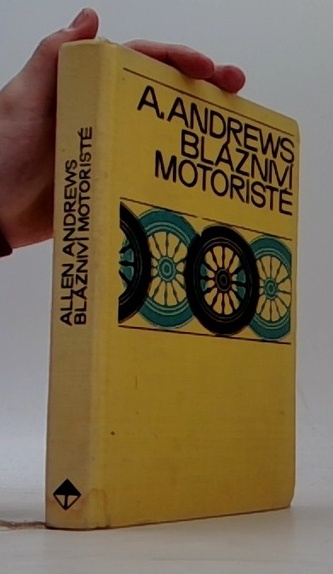 A. ANDREWS
BLÁZNIVÍ
MOTORISTÉ
ALLEN ANDREWS
BLÁZNIVÍ MOTORISTÉ